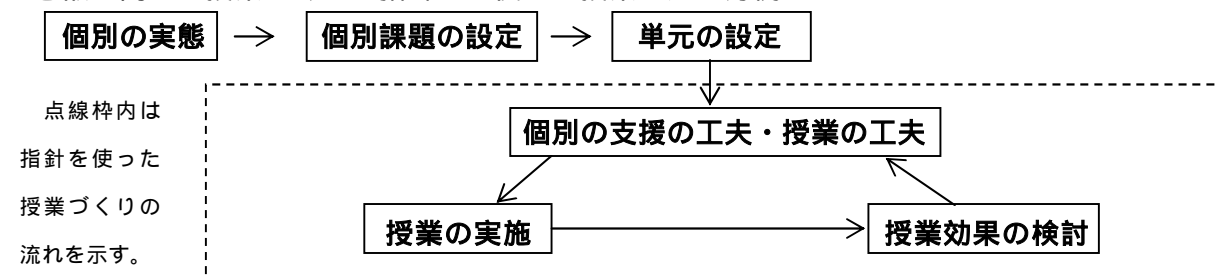 個別の実態
個別課題の設定
単元の設定
点線枠内は
指針を使った
授業づくりの
流れを示す。
個別の支援の工夫・授業の工夫
授業の実施
授業効果の検討